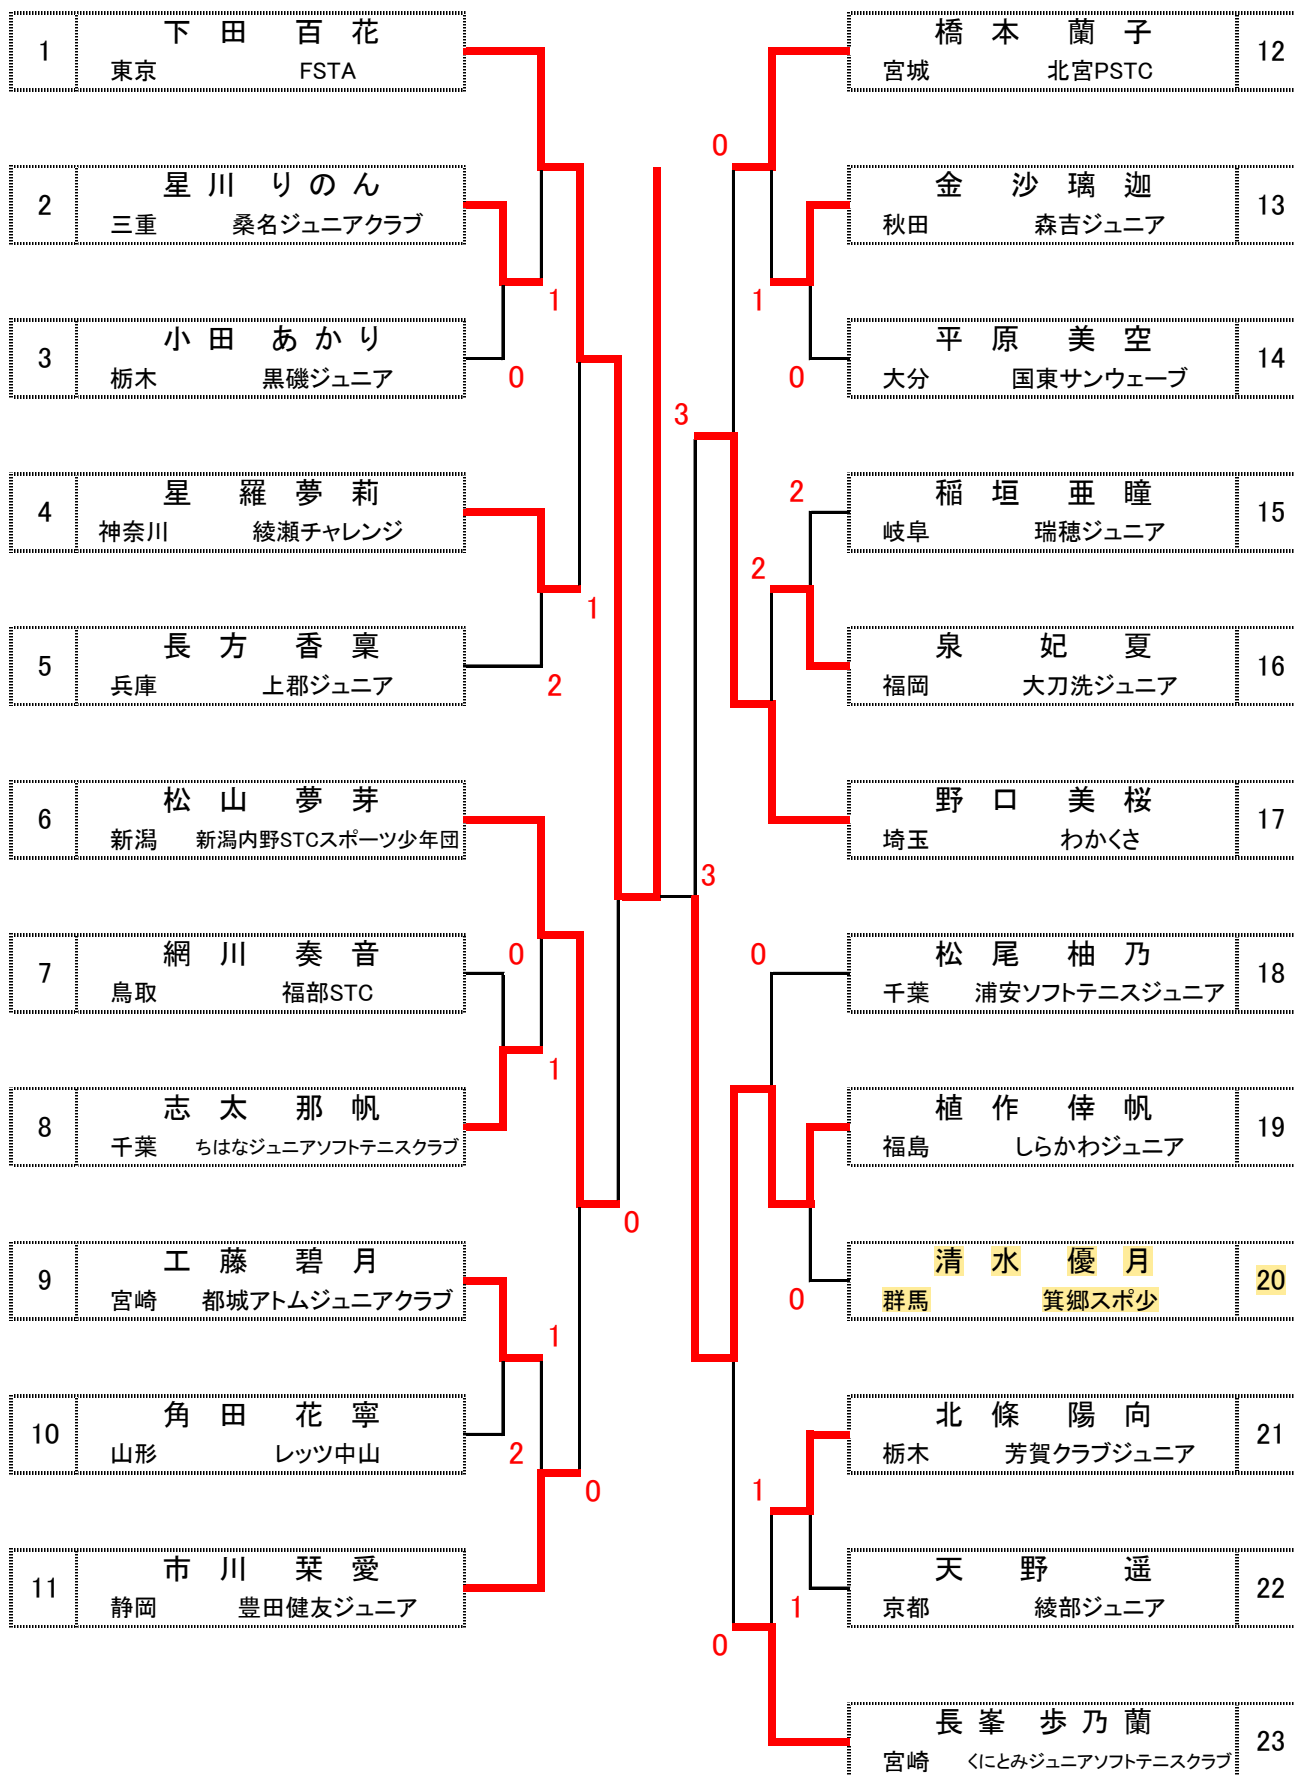 1
下田 百花
東京 FSTA
2
星川 りのん
三重 桑名ジュニアクラブ
1
3
小田 あかり
栃木 黒磯ジュニア
0
4
星 羅夢莉
神奈川 綾瀬チャレンジ
1
5
長方 香稟
兵庫 上郡ジュニア
2
6
松山 夢芽
新潟 新潟内野STCスポーツ少年団
7
網川 奏音
鳥取 福部STC
0
1
8
志太 那帆
千葉 ちはなジュニアソフトテニスクラブ
0
9
工藤 碧月
宮崎 都城アトムジュニアクラブ
1
10
角田 花寧
山形 レッツ中山
2
0
11
市川 栞愛
静岡 豊田健友ジュニア
橋本 蘭子
宮城 北宮PSTC
12
0
金 沙璃迦
秋田 森吉ジュニア
13
1
平原 美空
大分 国東サンウェーブ
14
0
3
稲垣 亜瞳
岐阜 瑞穂ジュニア
15
2
2
泉 妃夏
福岡 大刀洗ジュニア
16
野口 美桜
埼玉 わかくさ
17
3
松尾 柚乃
千葉 浦安ソフトテニスジュニア
18
0
植作 倖帆
福島 しらかわジュニア
19
清水 優月
群馬 箕郷スポ少
20
0
北條 陽向
栃木 芳賀クラブジュニア
21
1
天野 遥
京都 綾部ジュニア
22
1
0
長峯 歩乃蘭
宮崎 くにとみジュニアソフトテニスクラブ
23